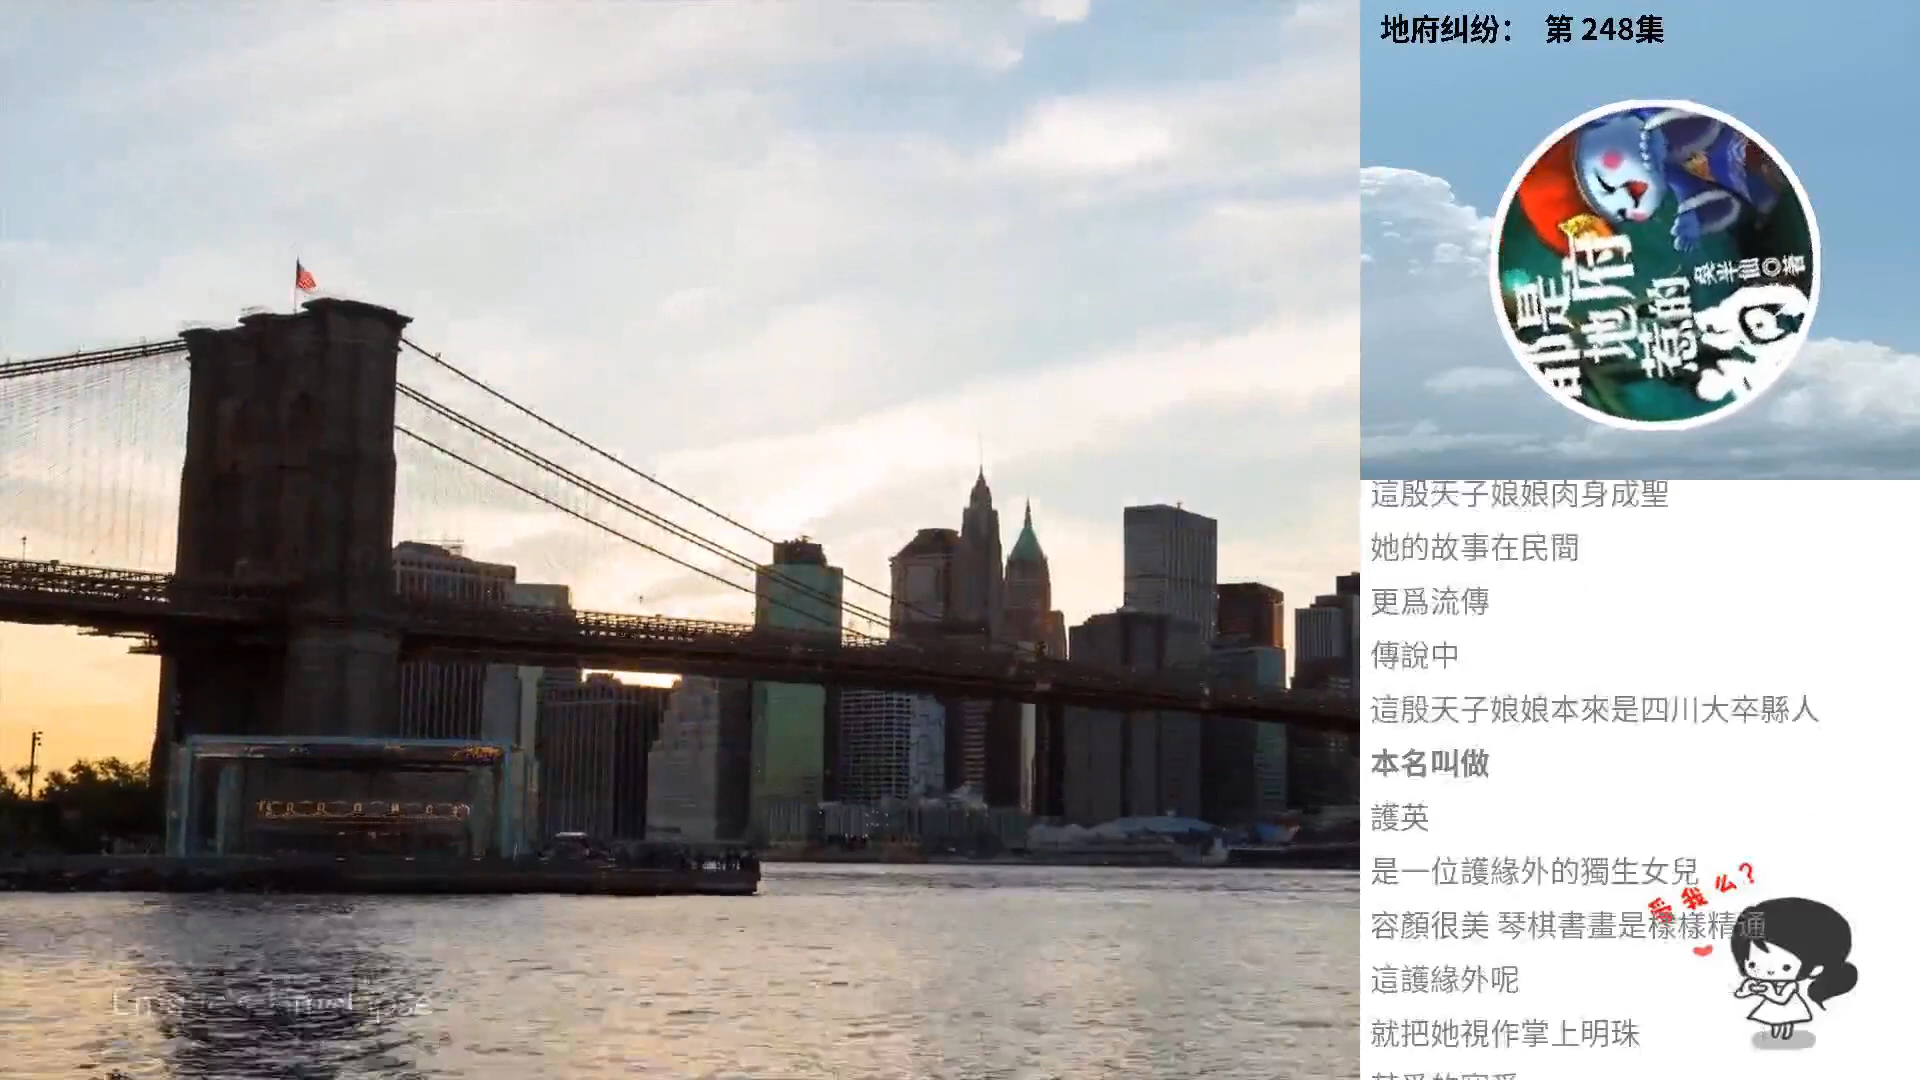 地府纠纷： 第 248集
這殷天子娘娘肉身成聖
她的故事在民間
更爲流傳
傳說中
這殷天子娘娘本來是四川大卒縣人
本名叫做
護英
是一位護緣外的獨生女兒
爱我么?
容顏很美 琴棋書畫是樣樣精通
這護緣外呢
就把她視作掌上明珠